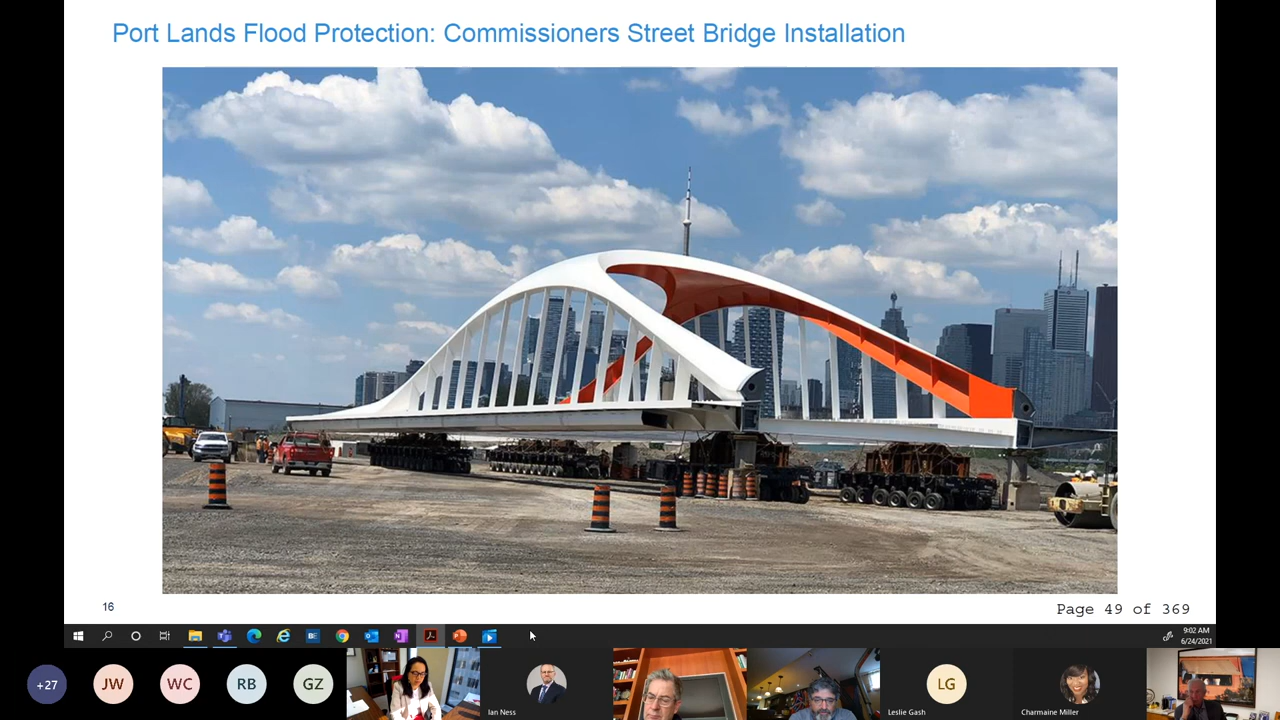 Port Lands Flood Protection: Commissioners Street Bridge Installation
16
Page 49 of 369
9:02 AM
6/24/2021
+27
JW
WC
RB
GZ
Ian Ness
LG
Leslie Gash
Charmaine Miller